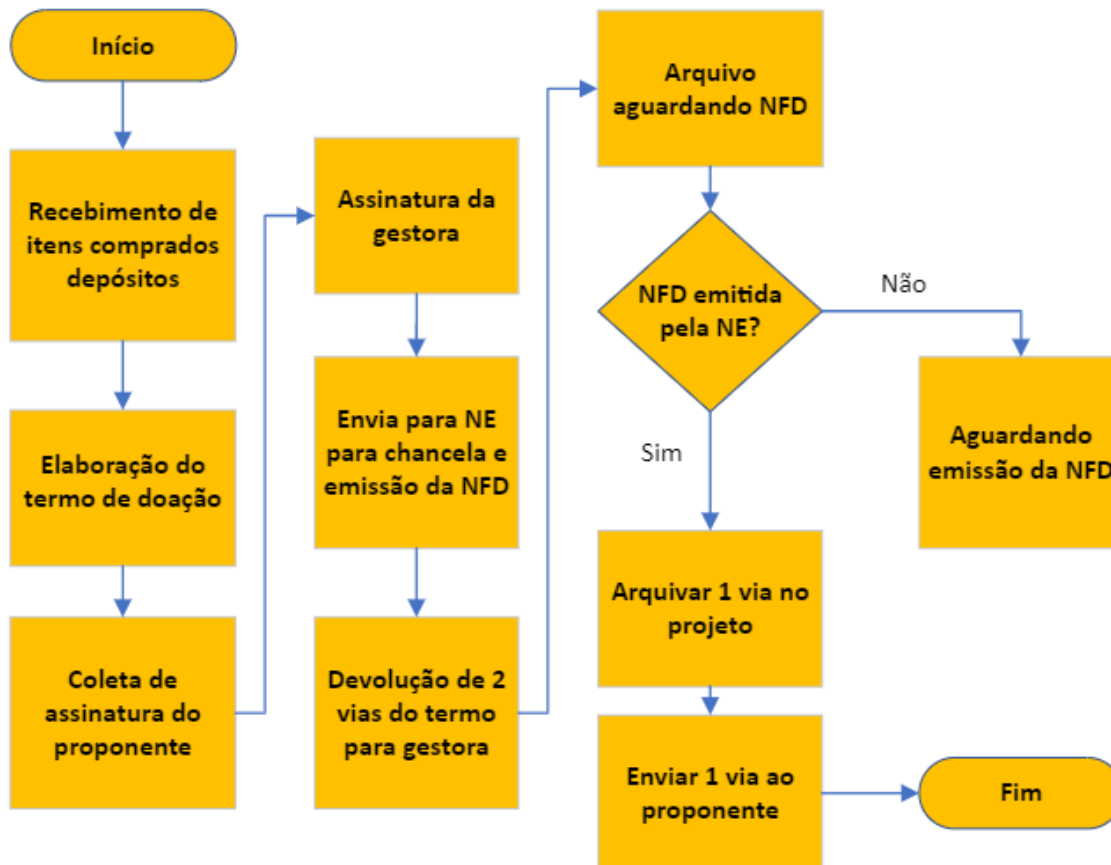 Início
Recebimento de
itens comprados
depósitos
Elaboração do
termo de doação
Coleta de
assinatura do
proponente
Assinatura da
gestora
Envia para NE
para chancela e
emissão da NFD
Devolução de 2
vias do termo
para gestora
Arquivo
aguardando NFD
NFD emitida
pela NE?
Não
Aguardando
emissão da NFD
Sim
Arquivar 1 via no
projeto
Enviar 1 via ao
proponente
Fim